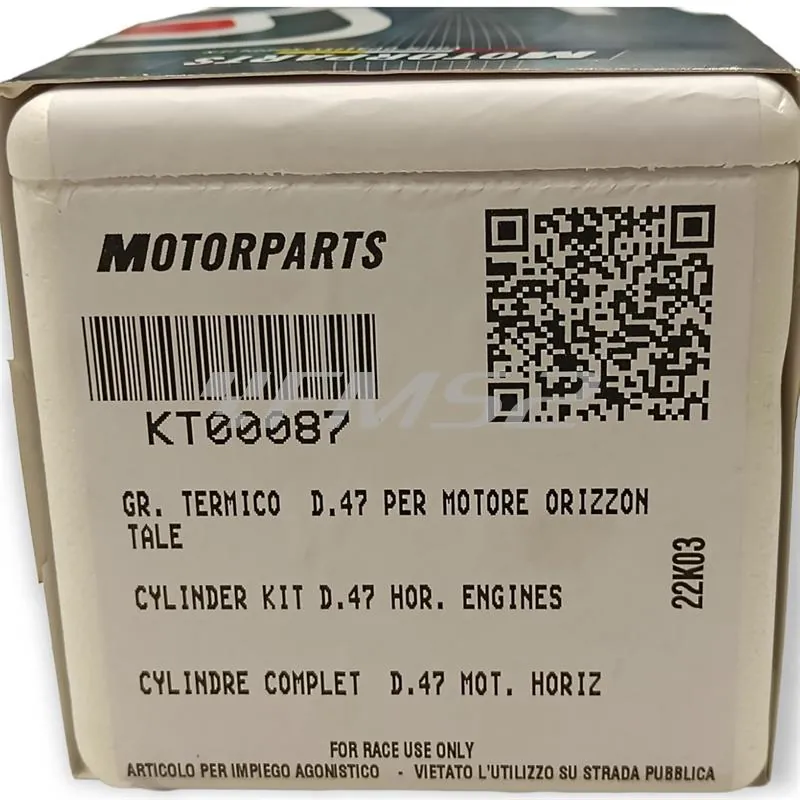 MOTORPARTS
MOTORPARTS
KT00087
GR. TERMICO D.47 PER MOTORE ORIZZON
TALE
CYLINDER KIT D.47 HOR. ENGINES
22K03
CYLINDRE COMPLET D.47 MOT. HORIZ
FOR RACE USE ONLY
ARTICOLO PER IMPIEGO AGONISTICO - VIETATO L'UTILIZZO SU STRADA PUBBLICA